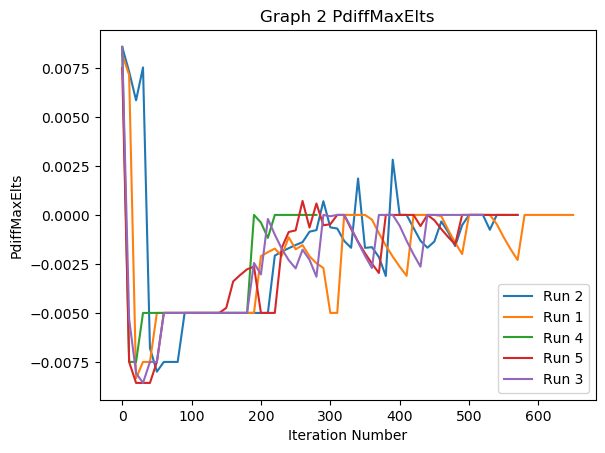 Graph 2 PdiffMaxElts
PdiffMaxElts
0.0075
0.0050
0.0025
0.0000
−0.0025
−0.0050
−0.0075
0 100 200 300 400 500 600
Iteration Number
Run 2
Run 1
Run 4
Run 5
Run 3